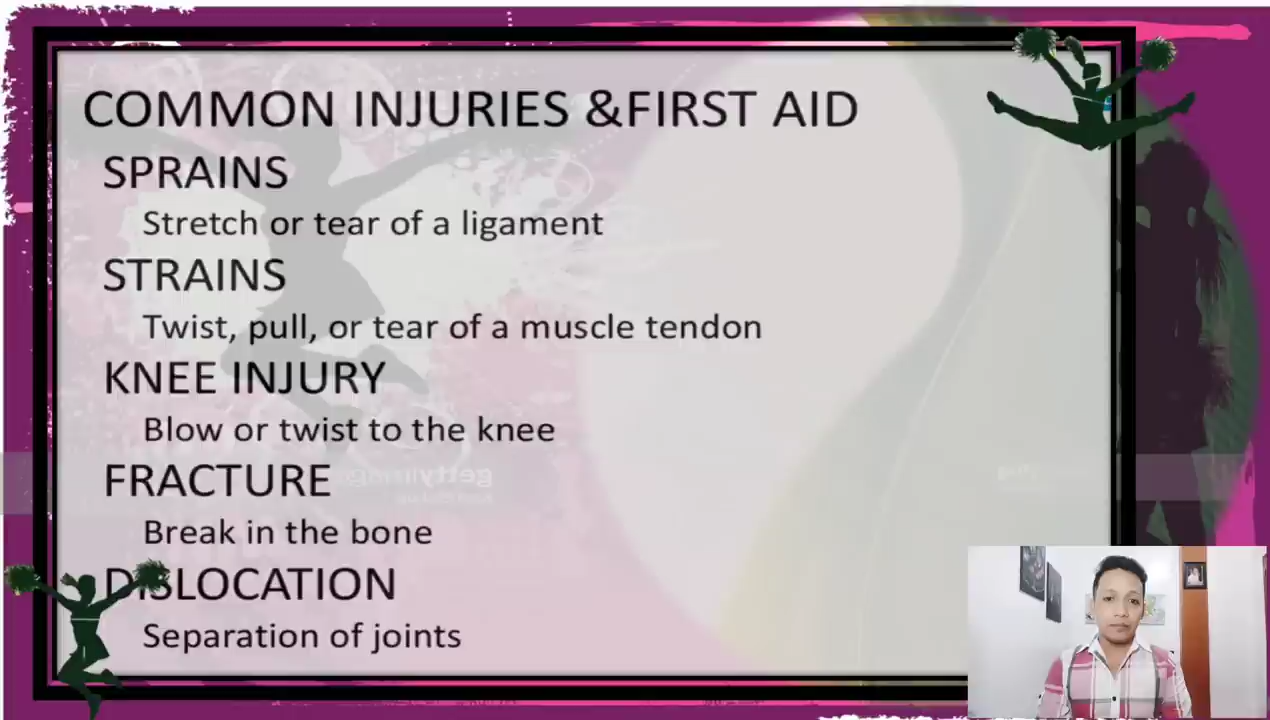 COMMON INJURIES &FIRST AID
SPRAINS
Stretch or tear of a ligament
STRAINS
Twist, pull, or tear of a muscle tendon
KNEE INJURY
Blow or twist to the knee
FRACTURE
Break in the bone
DISLOCATION
Separation of joints